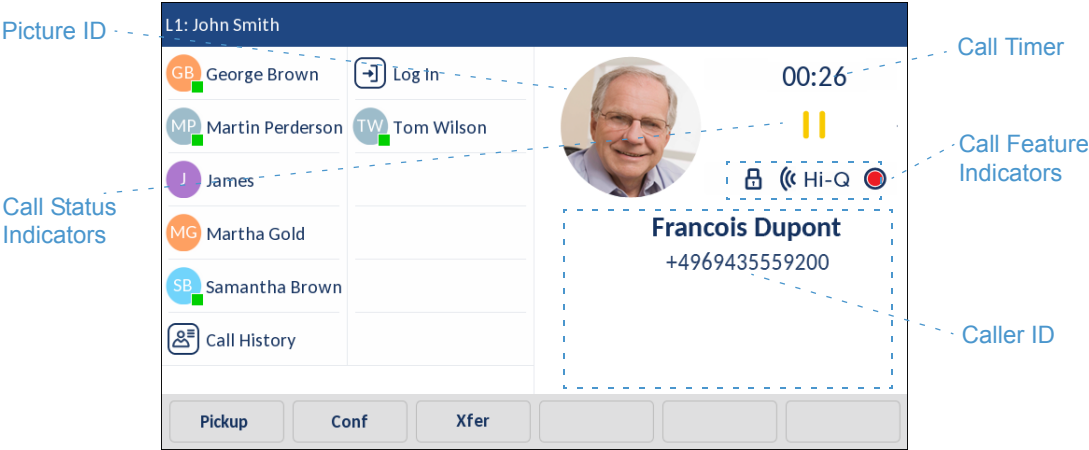 Picture ID
L1: John Smith
GB George Brown
Log In
MP Martin Perderson
TW Tom Wilson
J James
MG Martha Gold
SB Samantha Brown
Call History
00:26
Hi-Q
Francois Dupont
+4969435559200
Call Timer
Call Feature
Indicators
Call Status
Indicators
Caller ID
Pickup
Conf
Xfer